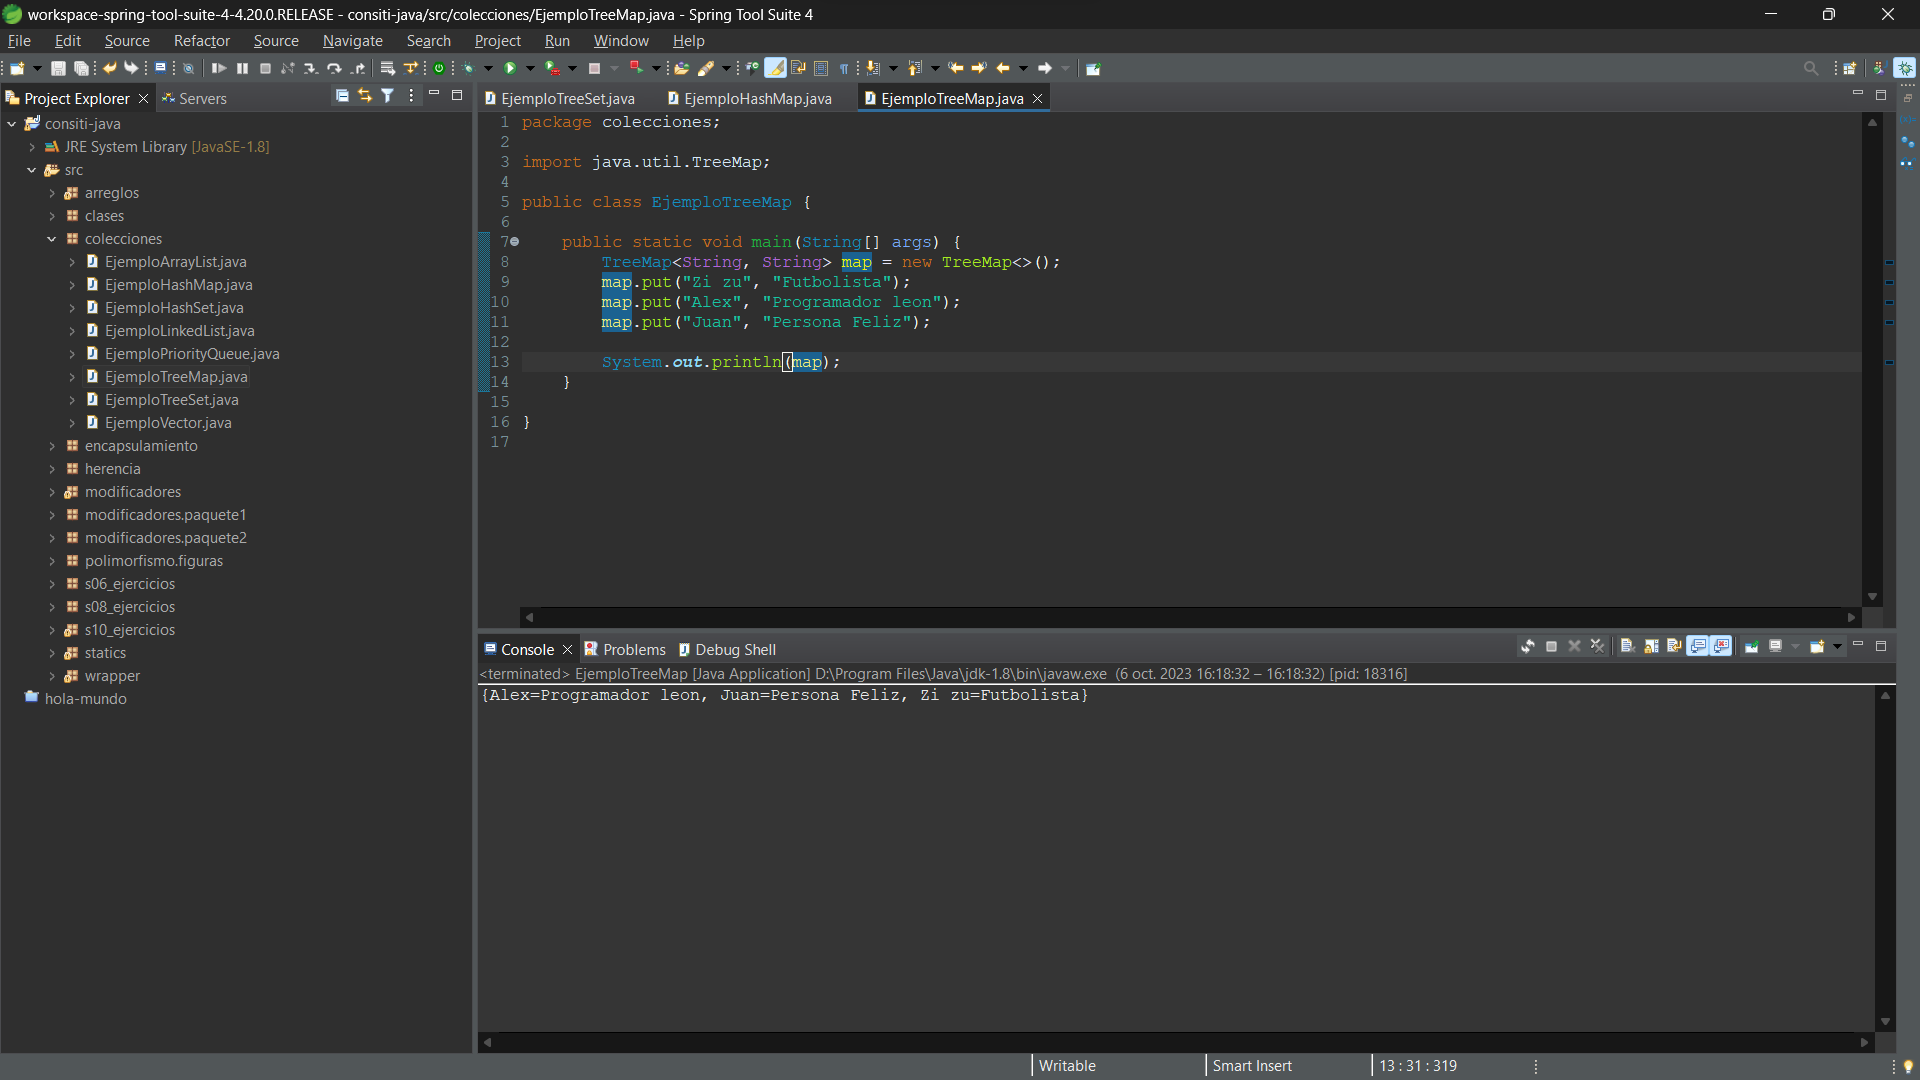 workspace-spring-tool-suite-4-4.20.0.RELEASE - consiti-java/src/colecciones/EjemploTreeMap.java - Spring Tool Suite 4
File Edit Source Refactor Source Navigate Search Project Run Window Help
Project Explorer Servers
consiti-java
JRE System Library [JavaSE-1.8]
src
arreglos
clases
colecciones
EjemploArrayList.java
EjemploHashMap.java
EjemploHashSet.java
EjemploLinkedList.java
EjemploPriorityQueue.java
EjemploTreeMap.java
EjemploTreeSet.java
EjemploVector.java
encapsulamiento
herencia
modificadores
modificadores.paquete1
modificadores.paquete2
polimorfismo.figuras
s06_ejercicios
s08_ejercicios
s10_ejercicios
statics
wrapper
hola-mundo
EjemploTreeSet.java EjemploHashMap.java EjemploTreeMap.java
1 package colecciones;
2
3 import java.util.TreeMap;
4
5 public class EjemploTreeMap {
6
7 public static void main(String[] args) {
8 TreeMap<String, String> map = new TreeMap<>();
9 map.put("Zi zu", "Futbolista");
10 map.put("Alex", "Programador leon");
11 map.put("Juan", "Persona Feliz");
12
13 System.out.println(map);
14 }
15
16 }
17
Console Problems Debug Shell
<terminated> EjemploTreeMap [Java Application] D:\Program Files\Java\jdk-1.8\bin\javaw.exe (6 oct. 2023 16:18:32 – 16:18:32) [pid: 18316]
{Alex=Programador leon, Juan=Persona Feliz, Zi zu=Futbolista}
Writable Smart Insert 13 : 31 : 319